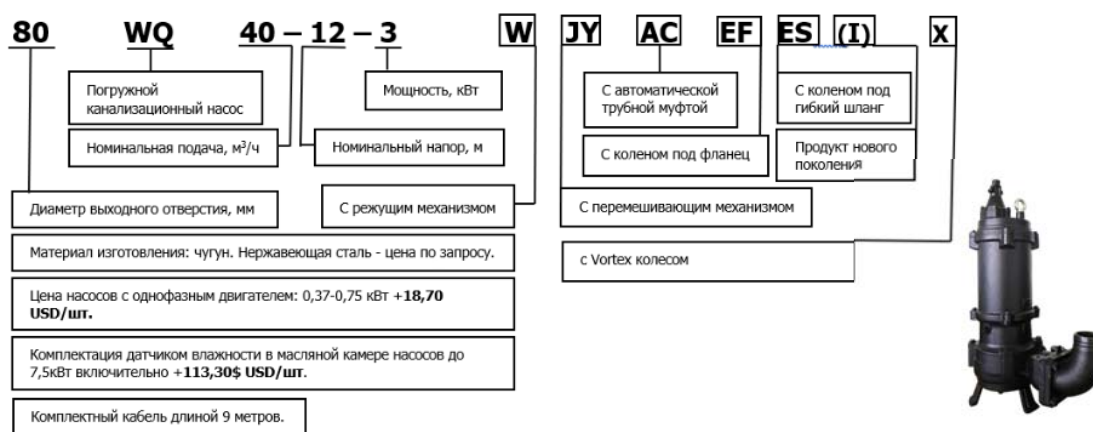 80 WQ 40 – 12 – 3 W JY AC EF ES (I) x
Погружной
канализационный насос
Мощность, кВт
С автоматической
трубной муфтой
С коленом под
гибкий шланг
Номинальная подача, м³/ч
Номинальный напор, м
С коленом под фланец
Продукт нового
поколения
Диаметр выходного отверстия, мм
С режущим механизмом
С перемешивающим механизмом
Материал изготовления: чугун. Нержавеющая сталь - цена по запросу.
с Vortex колесом
Цена насосов с однофазным двигателем: 0,37-0,75 кВт +18,70
USD/шт.
Комплектация датчиком влажности в масляной камере насосов до
7,5кВт включительно +113,30$ USD/шт.
Комплектный кабель длиной 9 метров.